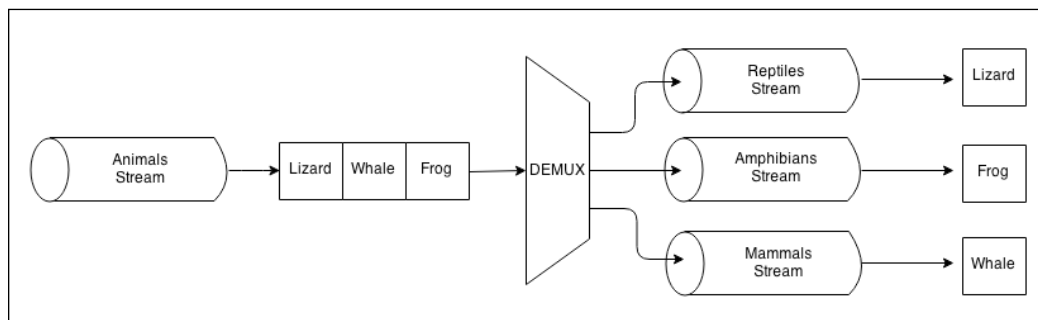 Animals
Stream
Lizard
Whale
Frog
DEMUX
Reptiles
Stream
Lizard
Amphibians
Stream
Frog
Mammals
Stream
Whale